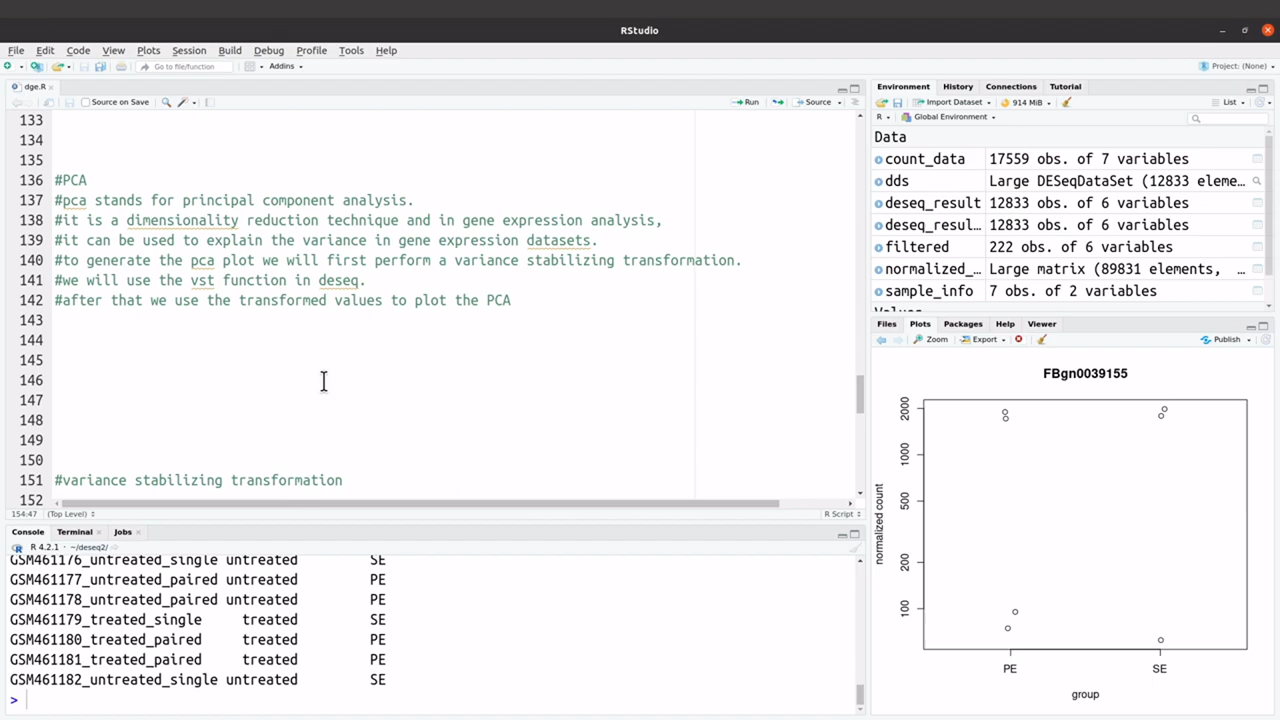 RStudio
File Edit Code View Plots Session Build Debug Profile Tools Help
Go to file/function Addins Project: (None)
dge.R
Source on Save Run Source
133
134
135
136 #PCA
137 #pca stands for principal component analysis.
138 #it is a dimensionality reduction technique and in gene expression analysis,
139 #it can be used to explain the variance in gene expression datasets.
140 #to generate the pca plot we will first perform a variance stabilizing transformation.
141 #we will use the vst function in deseq.
142 #after that we use the transformed values to plot the PCA
143
144
145
146
147
148
149
150
151 #variance stabilizing transformation
152
154:47 (Top Level) R Script
Console Terminal Jobs
R 4.2.1 · ~/deseq2/
GSM461176_untreated_single untreated SE
GSM461177_untreated_paired untreated PE
GSM461178_untreated_paired untreated PE
GSM461179_treated_single treated SE
GSM461180_treated_paired treated PE
GSM461181_treated_paired treated PE
GSM461182_untreated_single untreated SE
>
Environment History Connections Tutorial
Import Dataset 914 MiB List
R Global Environment
Data
count_data 17559 obs. of 7 variables
dds Large DESeqDataSet (12833 eleme…
deseq_result 12833 obs. of 6 variables
deseq_resul… 12833 obs. of 6 variables
filtered 222 obs. of 6 variables
normalized_… Large matrix (89831 elements, …
sample_info 7 obs. of 2 variables
Values
Files Plots Packages Help Viewer
Zoom Export Publish
FBgn0039155
normalized count
2000
1000
500
200
100
PE SE
group